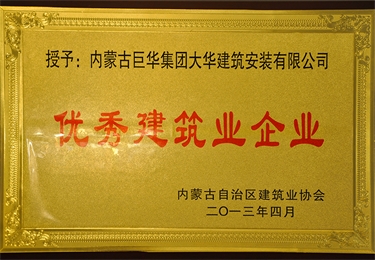 授予：内蒙古巨华集团大华建筑安装有限公司
优秀建筑业企业
内蒙古自治区建筑业协会
二〇一三年四月